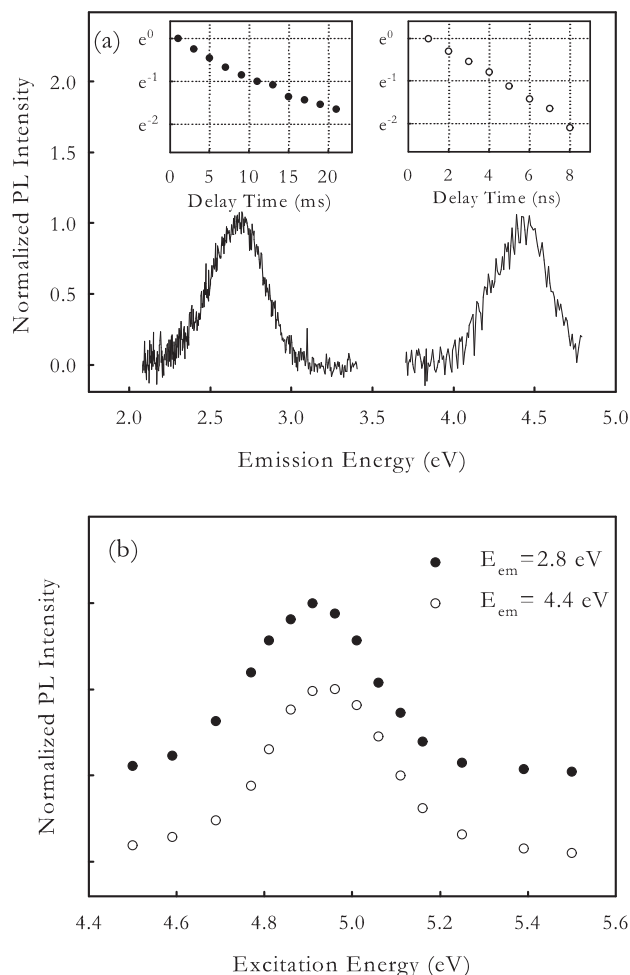 (a)
e⁰
e⁻¹
e⁻²
0 5 10 15 20
Delay Time (ms)
e⁰
e⁻¹
e⁻²
0 2 4 6 8
Delay Time (ns)
2.0
1.5
1.0
0.5
0.0
Normalized PL Intensity
2.0 2.5 3.0 3.5 4.0 4.5 5.0
Emission Energy (eV)
(b)
E_em=2.8 eV
E_em= 4.4 eV
Normalized PL Intensity
4.4 4.6 4.8 5.0 5.2 5.4 5.6
Excitation Energy (eV)